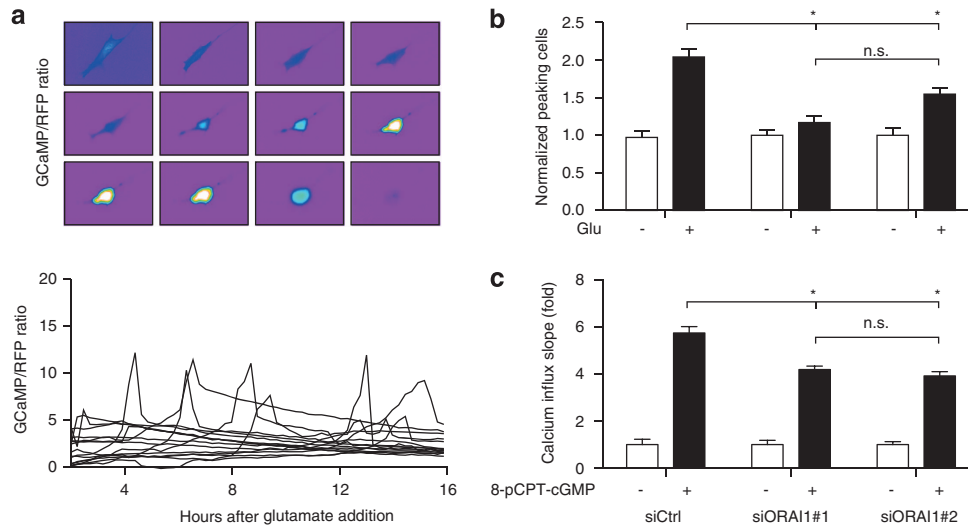 a
GCaMP/RFP ratio
20
15
10
5
0
GCaMP/RFP ratio
4
8
12
16
Hours after glutamate addition
b
2.5
2.0
1.5
1.0
0.5
0.0
Normalized peaking cells
*
*
n.s.
Glu
-
+
-
+
-
+
c
8
6
4
2
0
Calcium influx slope (fold)
*
*
n.s.
8-pCPT-cGMP
-
+
-
+
-
+
siCtrl
siORAI1#1
siORAI1#2